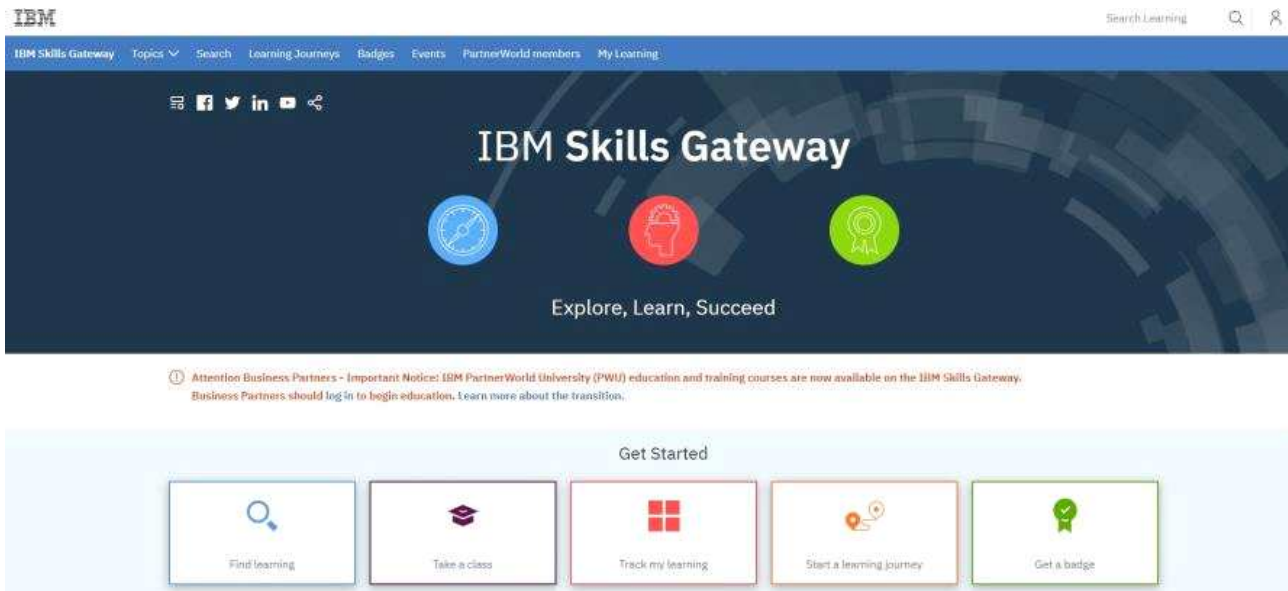 IBM
Search Learning
IBM Skills Gateway Topics Search Learning Journeys Badges Events PartnerWorld members My Learning
IBM Skills Gateway
Explore, Learn, Succeed
Attention Business Partners - Important Notice: IBM PartnerWorld University (PWU) education and training courses are now available on the IBM Skills Gateway.
Business Partners should log in to begin education. Learn more about the transition.
Get Started
Find learning Take a class Track my learning Start a learning journey Get a badge